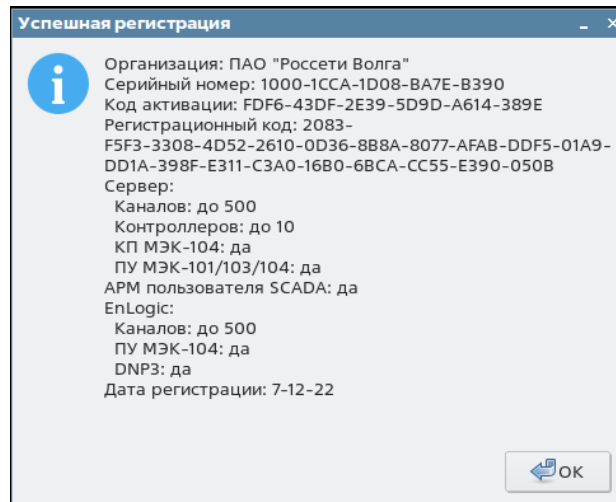 Успешная регистрация
Организация: ПАО "Россети Волга"
Серийный номер: 1000-1CCA-1D08-BA7E-B390
Код активации: FDF6-43DF-2E39-5D9D-A614-389E
Регистрационный код: 2083-
F5F3-3308-4D52-2610-0D36-8B8A-8077-AFAB-DDF5-01A9-
DD1A-398F-E311-C3A0-16B0-6BCA-CC55-E390-050B
Сервер:
Каналов: до 500
Контроллеров: до 10
КП МЭК-104: да
ПУ МЭК-101/103/104: да
АРМ пользователя SCADA: да
EnLogic:
Каналов: до 500
ПУ МЭК-104: да
DNP3: да
Дата регистрации: 7-12-22
ОК